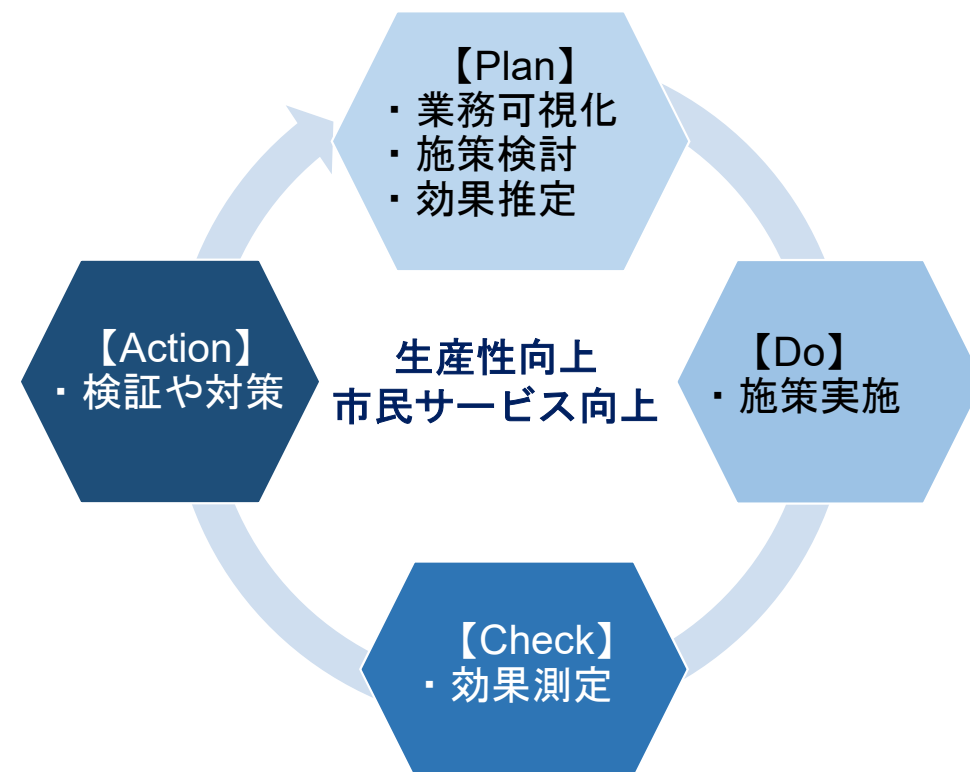 【Plan】
・業務可視化
・施策検討
・効果推定
【Do】
・施策実施
【Check】
・効果測定
【Action】
・検証や対策
生産性向上
市民サービス向上